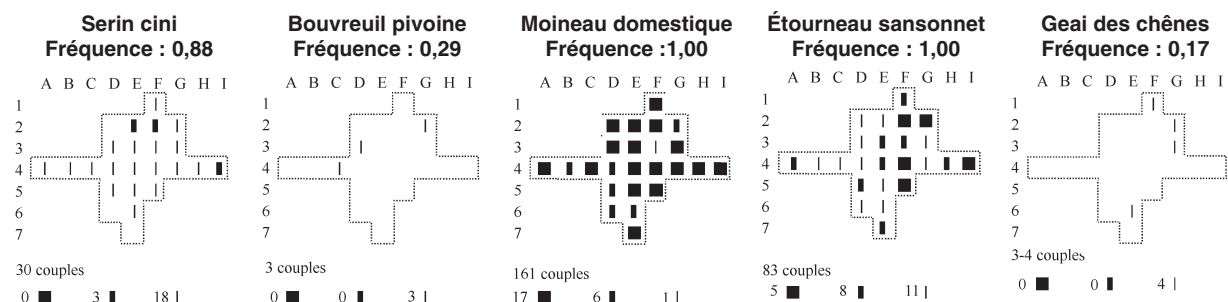 Serin cini
Fréquence : 0,88
A B C D E F G H I
1
2
3
4
5
6
7
30 couples
0 3 18
Bouvreuil pivoine
Fréquence : 0,29
A B C D E F G H I
1
2
3
4
5
6
7
3 couples
0 0 3
Moineau domestique
Fréquence :1,00
A B C D E F G H I
1
2
3
4
5
6
7
161 couples
17 6 1
Étourneau sansonnet
Fréquence : 1,00
A B C D E F G H I
1
2
3
4
5
6
7
83 couples
5 8 11
Geai des chênes
Fréquence : 0,17
A B C D E F G H I
1
2
3
4
5
6
7
3-4 couples
0 0 4